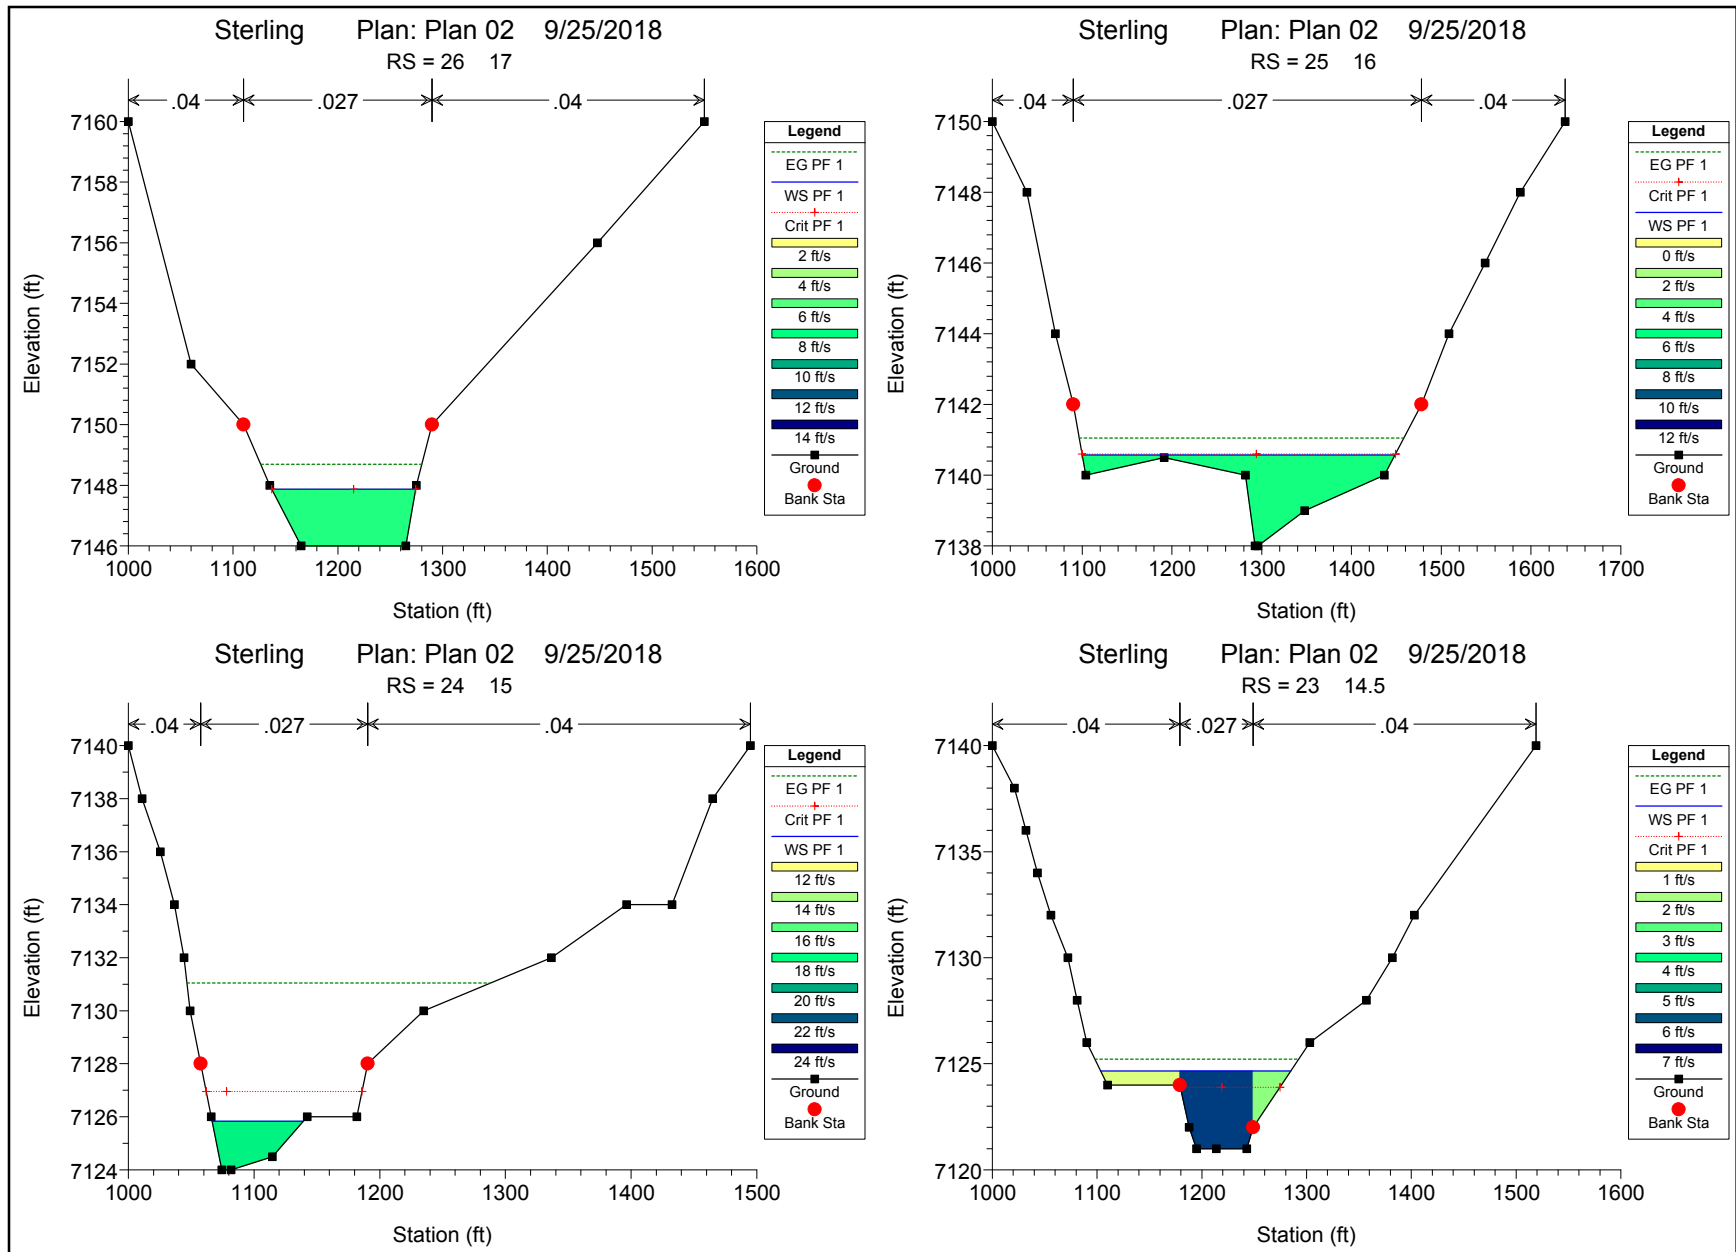 Sterling Plan: Plan 02 9/25/2018
RS = 26 17
.04 .027 .04
7160
7158
7156
7154
7152
7150
7148
7146
Elevation (ft)
1000 1100 1200 1300 1400 1500 1600
Station (ft)
Legend
EG PF 1
WS PF 1
Crit PF 1
2 ft/s
4 ft/s
6 ft/s
8 ft/s
10 ft/s
12 ft/s
14 ft/s
Ground
Bank Sta
Sterling Plan: Plan 02 9/25/2018
RS = 25 16
.04 .027 .04
7150
7148
7146
7144
7142
7140
7138
Elevation (ft)
1000 1100 1200 1300 1400 1500 1600 1700
Station (ft)
Legend
EG PF 1
Crit PF 1
WS PF 1
0 ft/s
2 ft/s
4 ft/s
6 ft/s
8 ft/s
10 ft/s
12 ft/s
Ground
Bank Sta
Sterling Plan: Plan 02 9/25/2018
RS = 24 15
.04 .027 .04
7140
7138
7136
7134
7132
7130
7128
7126
7124
Elevation (ft)
1000 1100 1200 1300 1400 1500
Station (ft)
Legend
EG PF 1
Crit PF 1
WS PF 1
12 ft/s
14 ft/s
16 ft/s
18 ft/s
20 ft/s
22 ft/s
24 ft/s
Ground
Bank Sta
Sterling Plan: Plan 02 9/25/2018
RS = 23 14.5
.04 .027 .04
7140
7135
7130
7125
7120
Elevation (ft)
1000 1100 1200 1300 1400 1500 1600
Station (ft)
Legend
EG PF 1
WS PF 1
Crit PF 1
1 ft/s
2 ft/s
3 ft/s
4 ft/s
5 ft/s
6 ft/s
7 ft/s
Ground
Bank Sta